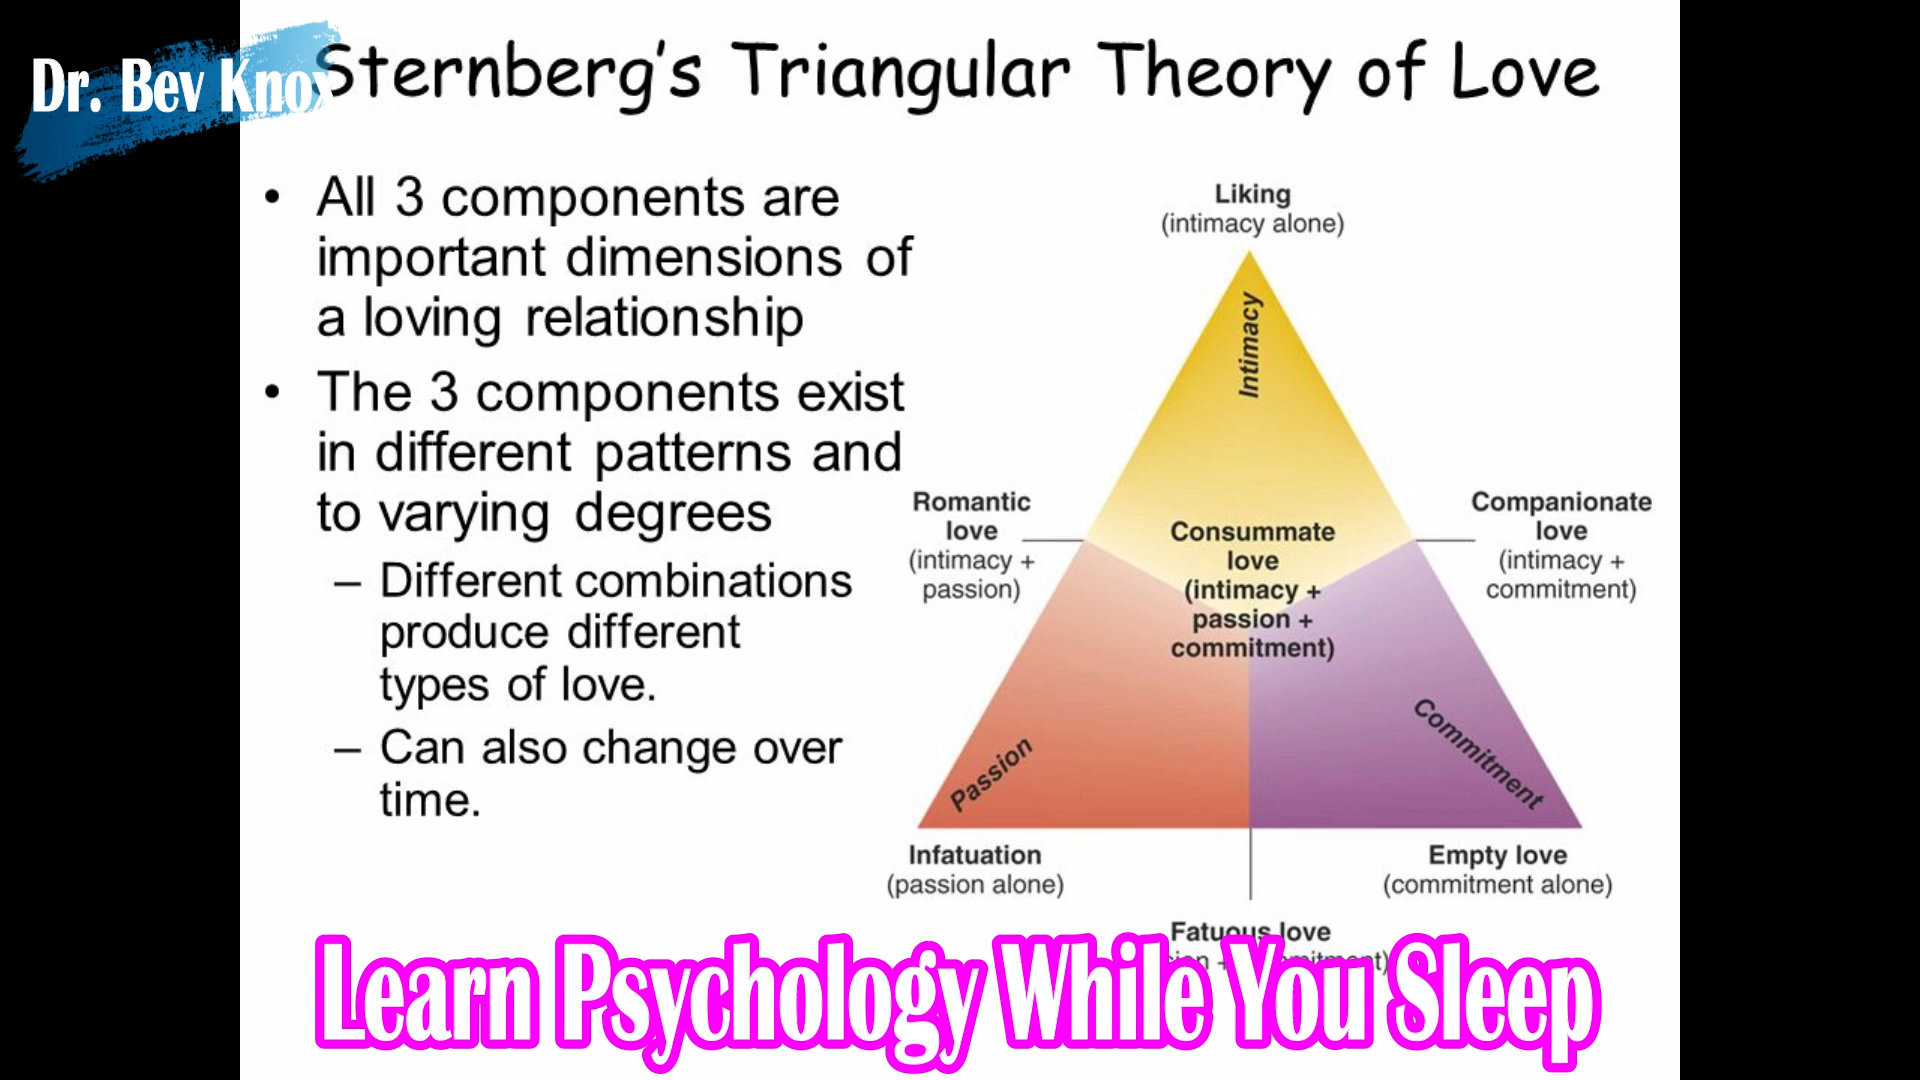 Dr. Bev Knox
Sternberg's Triangular Theory of Love
• All 3 components are
important dimensions of
a loving relationship
• The 3 components exist
in different patterns and
to varying degrees
– Different combinations
produce different
types of love.
– Can also change over
time.
Liking
(intimacy alone)
Intimacy
Romantic
love
(intimacy +
passion)
Consummate
love
(intimacy +
passion +
commitment)
Companionate
love
(intimacy +
commitment)
Passion
Commitment
Infatuation
(passion alone)
Empty love
(commitment alone)
Fatuous love
Learn Psychology While You Sleep